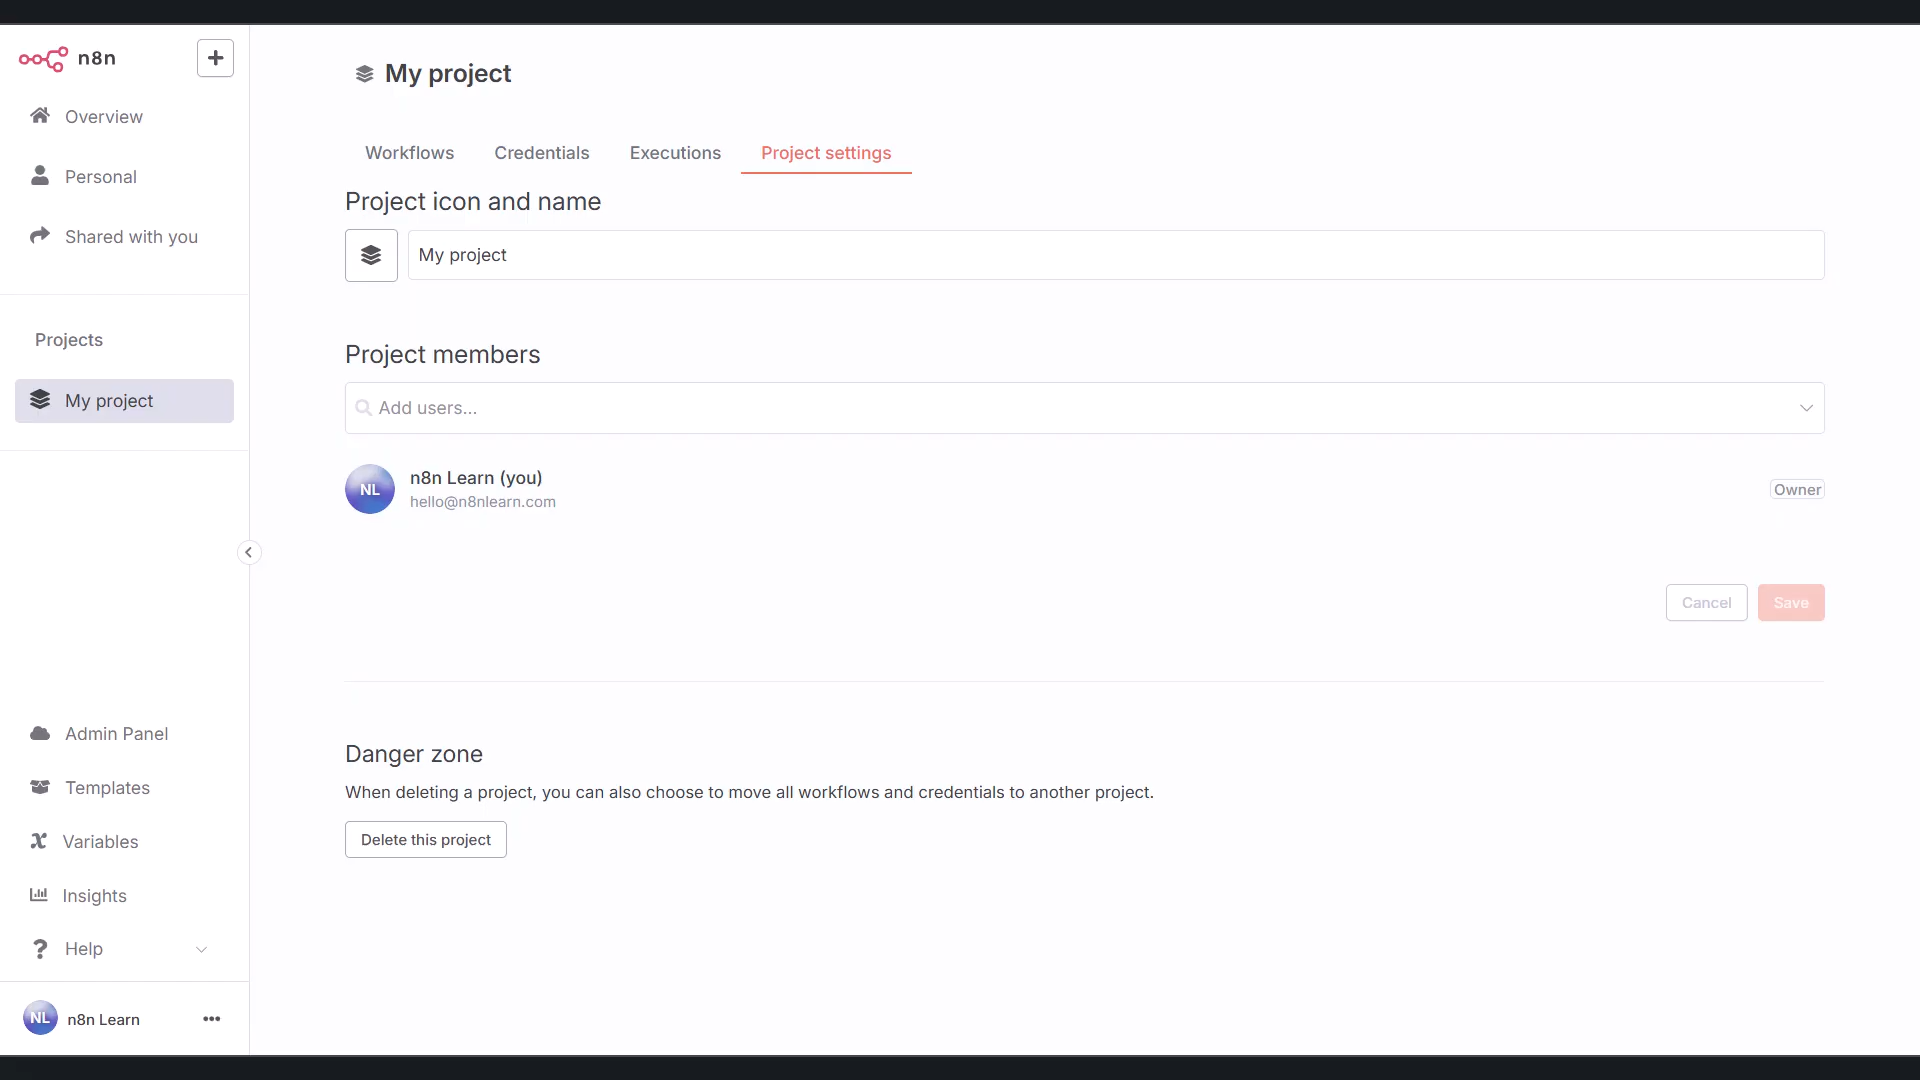 n8n
Overview
Personal
Shared with you
Projects
My project
Admin Panel
Templates
Variables
Insights
Help
NL n8n Learn
My project
Workflows Credentials Executions Project settings
Project icon and name
My project
Project members
Add users...
NL
n8n Learn (you)
hello@n8nlearn.com
Owner
Cancel Save
Danger zone
When deleting a project, you can also choose to move all workflows and credentials to another project.
Delete this project